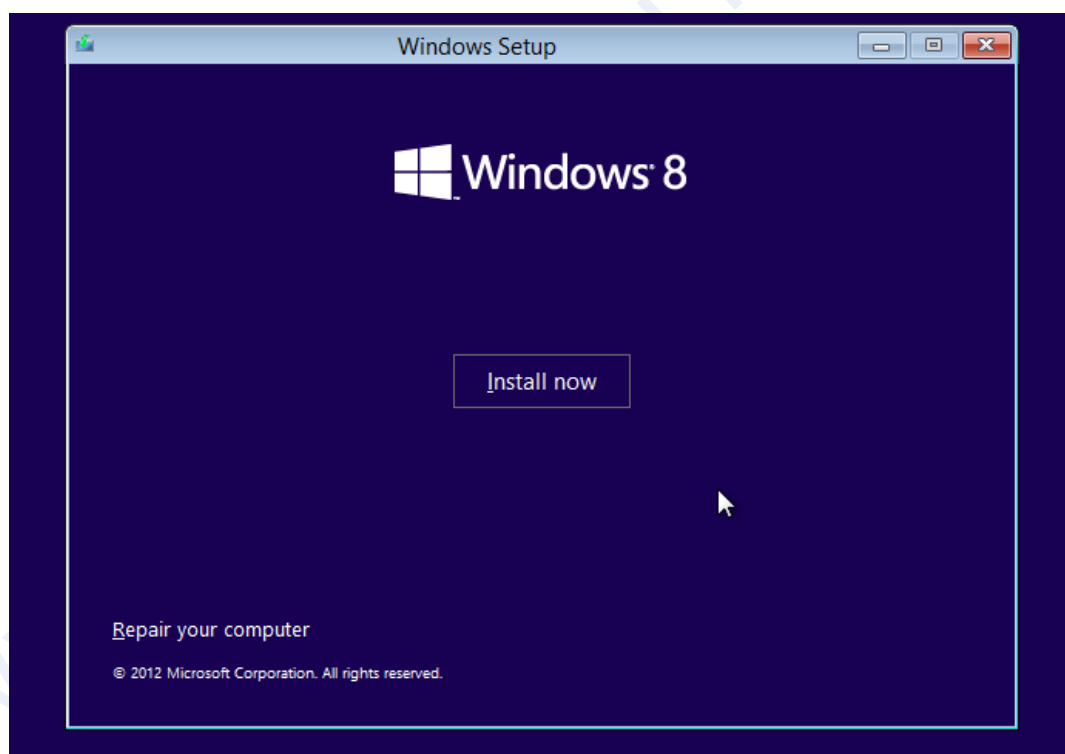 Windows Setup
Windows 8
Install now
Repair your computer
© 2012 Microsoft Corporation. All rights reserved.